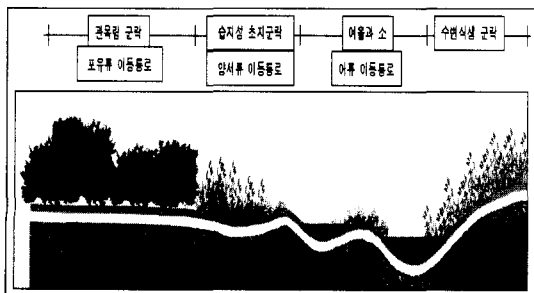 관목림 군락
습지성 초지군락
여울과 소
수변식생 군락
포유류 이동통로
양서류 이동통로
어류 이동통로